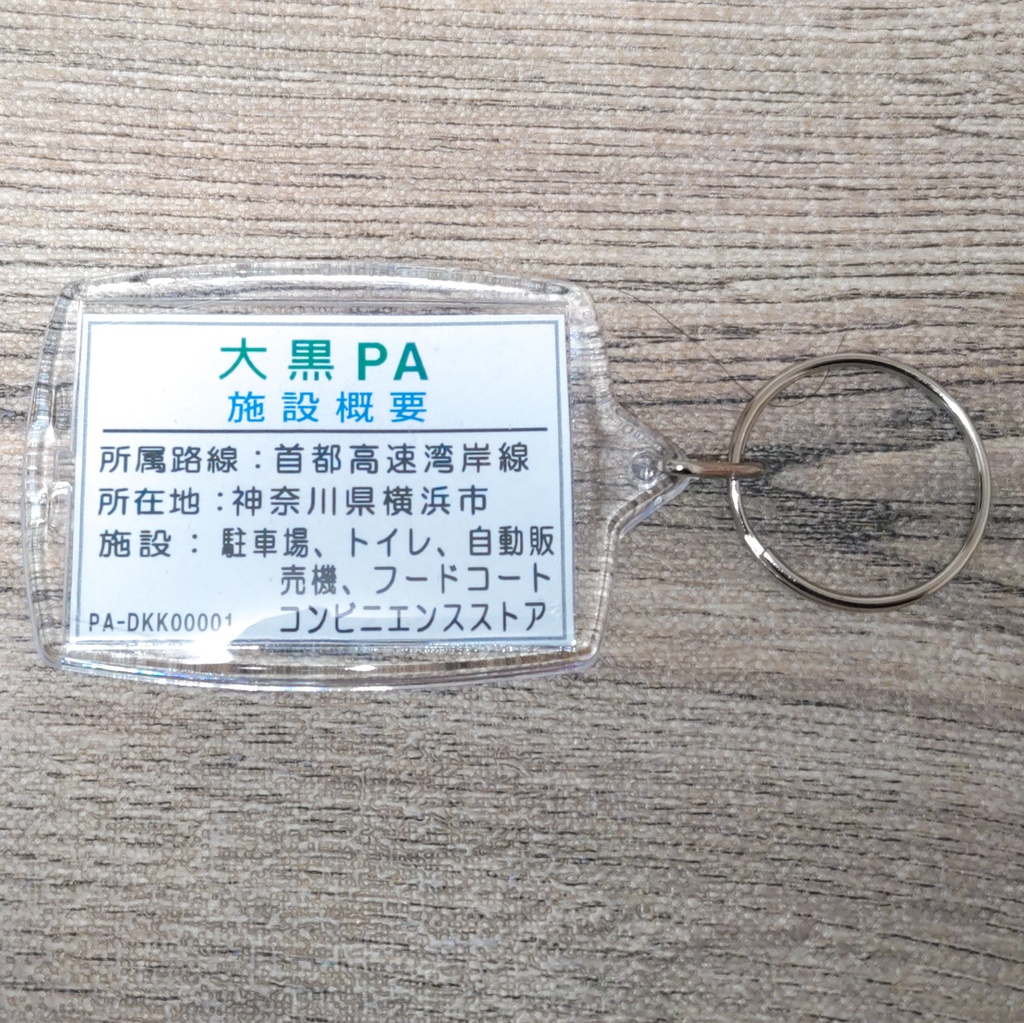 大黒PA
施設概要
所属路線：首都高速湾岸線
所在地：神奈川県横浜市
施設：駐車場、トイレ、自動販
売機、フードコート
コンビニエンスストア
PA-DKK00001